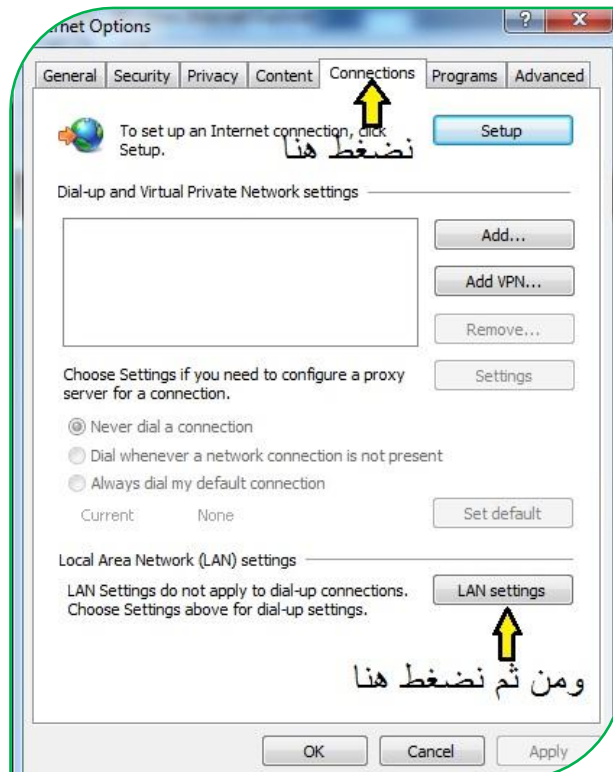 rnet Options
General Security Privacy Content Connections Programs Advanced
To set up an Internet connection, click
Setup.
Setup
نضغط هنا
Dial-up and Virtual Private Network settings
Add...
Add VPN...
Remove...
Choose Settings if you need to configure a proxy
server for a connection.
Settings
Never dial a connection
Dial whenever a network connection is not present
Always dial my default connection
Current None
Set default
Local Area Network (LAN) settings
LAN Settings do not apply to dial-up connections.
Choose Settings above for dial-up settings.
LAN settings
ومن ثم نضغط هنا
OK Cancel Apply